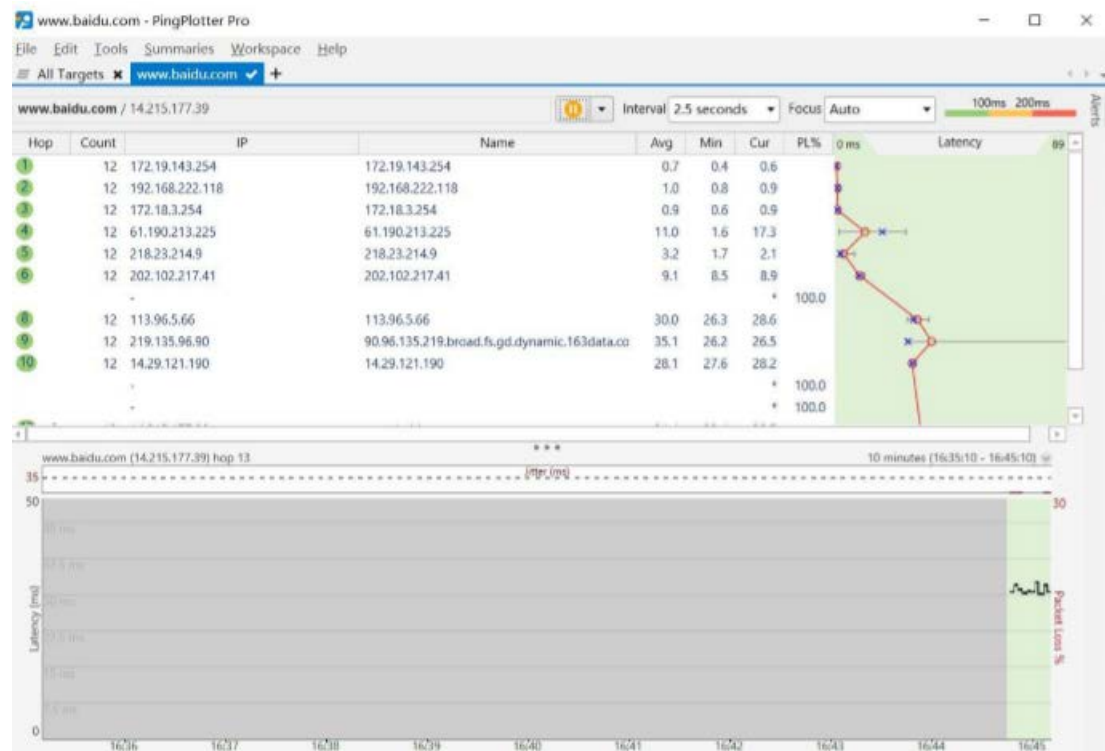 www.baidu.com - PingPlotter Pro
File Edit Tools Summaries Workspace Help
All Targets www.baidu.com +
www.baidu.com / 14.215.177.39 Interval 2.5 seconds Focus Auto 100ms 200ms
Alerts
Hop Count IP Name Avg Min Cur PL% 0 ms Latency 89
1 12 172.19.143.254 172.19.143.254 0.7 0.4 0.6
2 12 192.168.222.118 192.168.222.118 1.0 0.8 0.9
3 12 172.18.3.254 172.18.3.254 0.9 0.6 0.9
4 12 61.190.213.225 61.190.213.225 11.0 1.6 17.3
5 12 218.23.214.9 218.23.214.9 3.2 1.7 2.1
6 12 202.102.217.41 202.102.217.41 9.1 8.5 8.9
- * 100.0
8 12 113.96.5.66 113.96.5.66 30.0 26.3 28.6
9 12 219.135.96.90 90.96.135.219.broad.fs.gd.dynamic.163data.co 35.1 26.2 26.5
10 12 14.29.121.190 14.29.121.190 28.1 27.6 28.2
- * 100.0
- * 100.0
www.baidu.com (14.215.177.39) hop 13 10 minutes (16:35:10 - 16:45:10)
35 Jitter (ms)
50 30
Latency (ms)
Packet Loss %
0
16:36 16:37 16:38 16:39 16:40 16:41 16:42 16:43 16:44 16:45